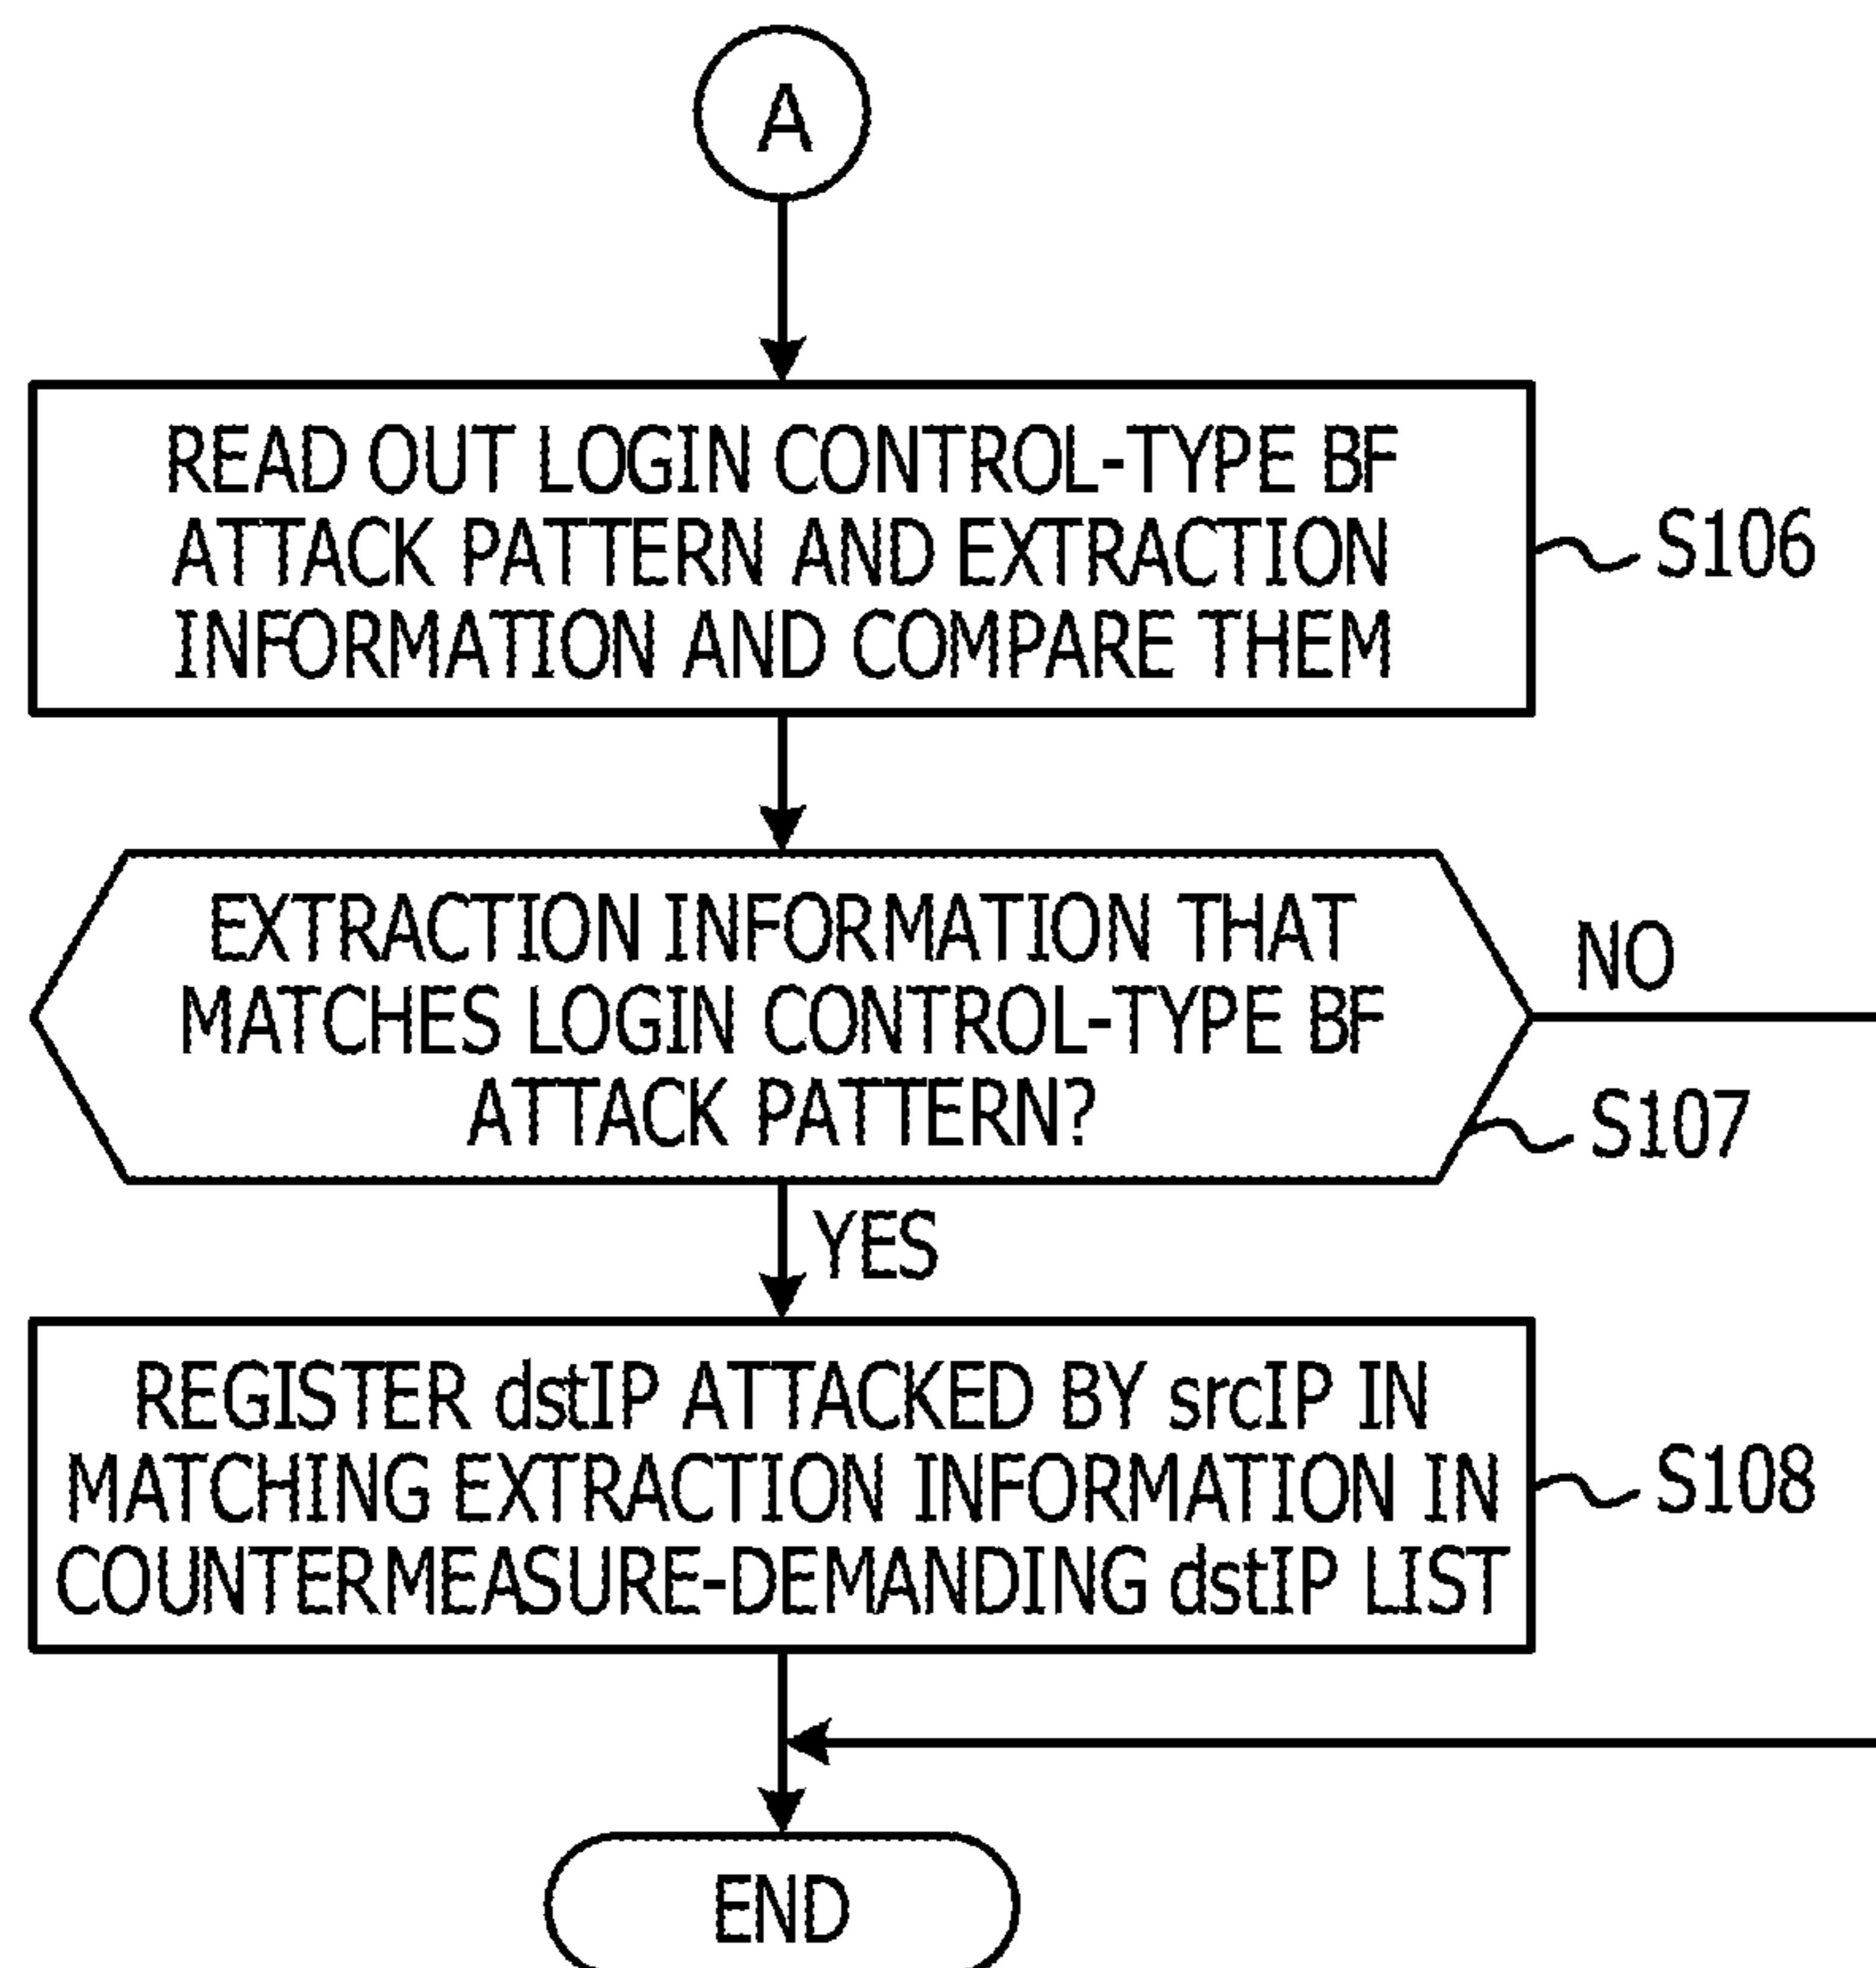 A
READ OUT LOGIN CONTROL-TYPE BF
ATTACK PATTERN AND EXTRACTION
INFORMATION AND COMPARE THEM
S106
EXTRACTION INFORMATION THAT
MATCHES LOGIN CONTROL-TYPE BF
ATTACK PATTERN?
NO
S107
YES
REGISTER dstIP ATTACKED BY srcIP IN
MATCHING EXTRACTION INFORMATION IN
COUNTERMEASURE-DEMANDING dstIP LIST
S108
END